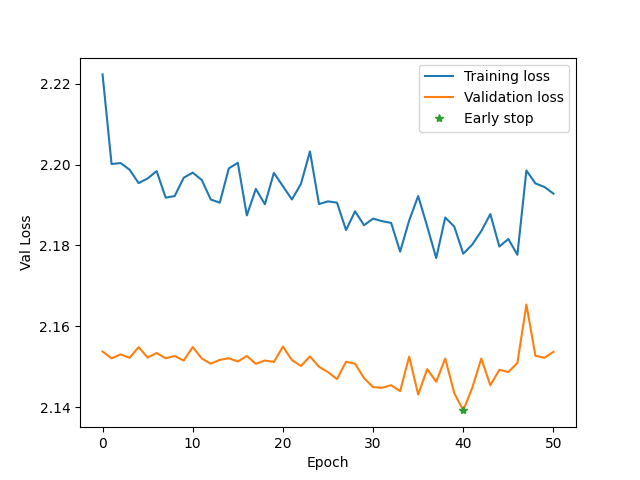 2.22
2.20
2.18
2.16
2.14
Val Loss
Training loss
Validation loss
Early stop
0 10 20 30 40 50
Epoch